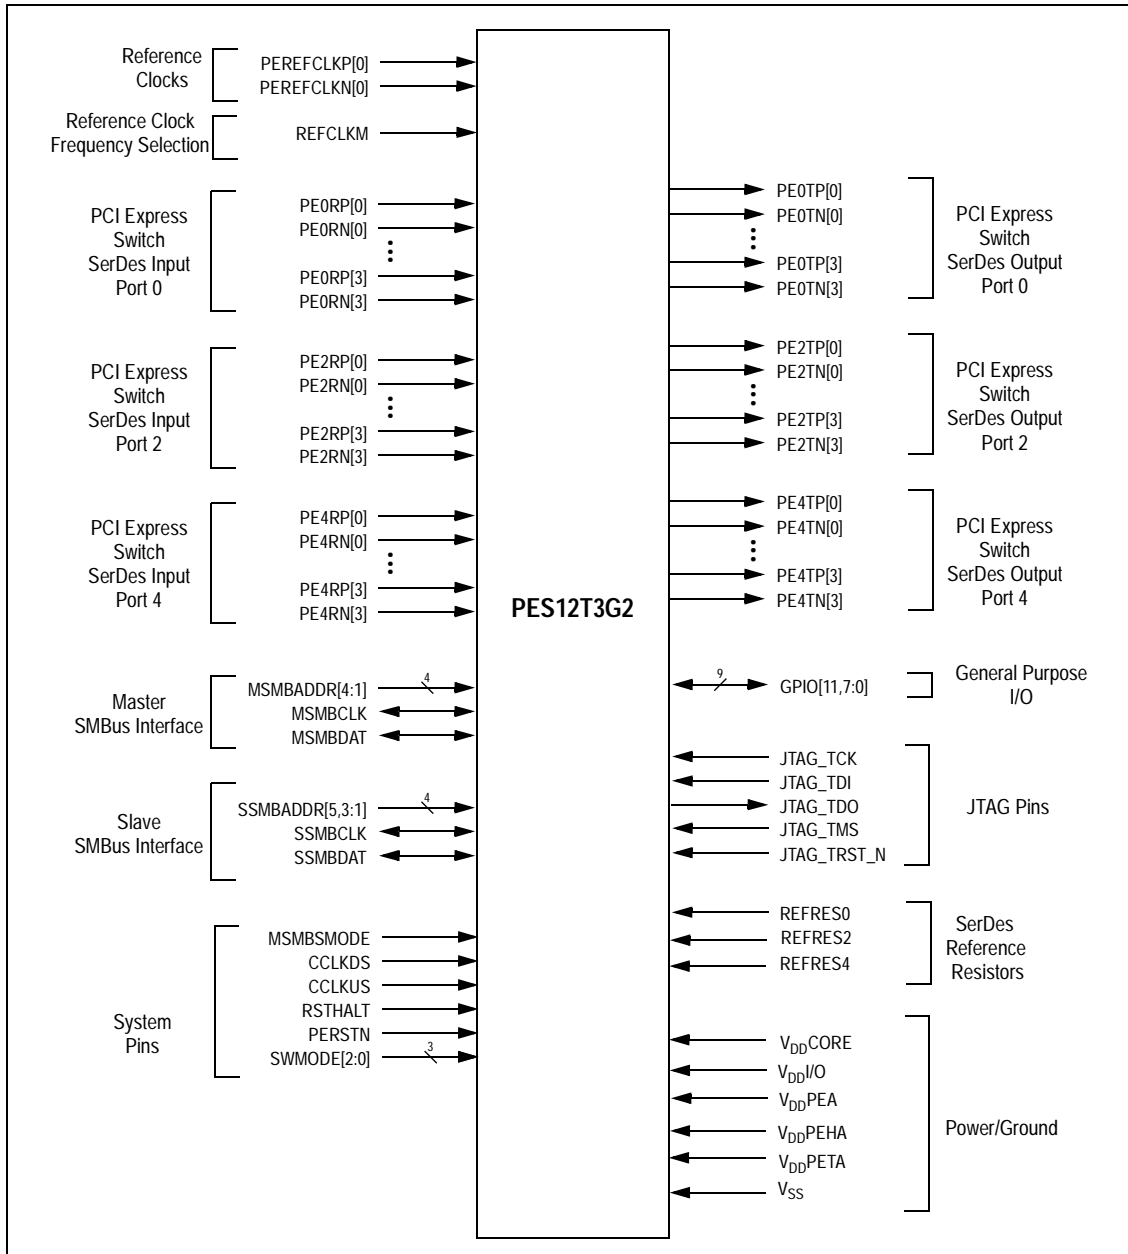 Reference
Clocks
PEREFCLKP[0]
PEREFCLKN[0]
Reference Clock
Frequency Selection
REFCLKM
PCI Express
Switch
SerDes Input
Port 0
PE0RP[0]
PE0RN[0]
PE0RP[3]
PE0RN[3]
PCI Express
Switch
SerDes Input
Port 2
PE2RP[0]
PE2RN[0]
PE2RP[3]
PE2RN[3]
PCI Express
Switch
SerDes Input
Port 4
PE4RP[0]
PE4RN[0]
PE4RP[3]
PE4RN[3]
Master
SMBus Interface
MSMBADDR[4:1]
4
MSMBCLK
MSMBDAT
Slave
SMBus Interface
SSMBADDR[5,3:1]
4
SSMBCLK
SSMBDAT
System
Pins
MSMBSMODE
CCLKDS
CCLKUS
RSTHALT
PERSTN
SWMODE[2:0]
3
PES12T3G2
PE0TP[0]
PE0TN[0]
PE0TP[3]
PE0TN[3]
PCI Express
Switch
SerDes Output
Port 0
PE2TP[0]
PE2TN[0]
PE2TP[3]
PE2TN[3]
PCI Express
Switch
SerDes Output
Port 2
PE4TP[0]
PE4TN[0]
PE4TP[3]
PE4TN[3]
PCI Express
Switch
SerDes Output
Port 4
9
GPIO[11,7:0]
General Purpose
I/O
JTAG_TCK
JTAG_TDI
JTAG_TDO
JTAG_TMS
JTAG_TRST_N
JTAG Pins
REFRES0
REFRES2
REFRES4
SerDes
Reference
Resistors
VDDCORE
VDDI/O
VDDPEA
VDDPEHA
VDDPETA
VSS
Power/Ground